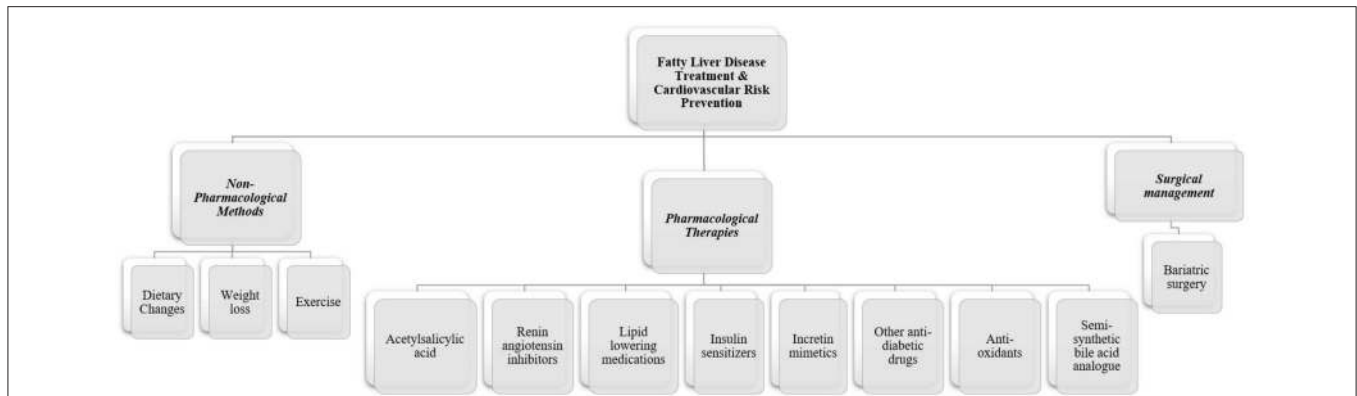 Fatty Liver Disease
Treatment &
Cardiovascular Risk
Prevention
Non-
Pharmacological
Methods
Pharmacological
Therapies
Surgical
management
Dietary
Changes
Weight
loss
Exercise
Acetylsalicylic
acid
Renin
angiotensin
inhibitors
Lipid
lowering
medications
Insulin
sensitizers
Incretin
mimetics
Other anti-
diabetic
drugs
Anti-
oxidants
Semi-
synthetic
bile acid
analogue
Bariatric
surgery